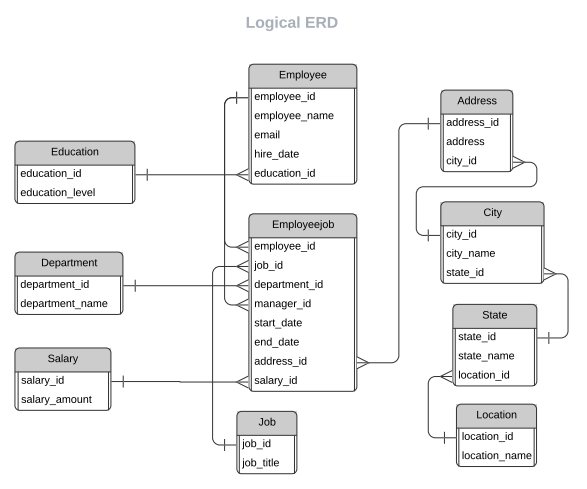 Logical ERD
Employee
employee_id
employee_name
email
hire_date
education_id
Education
education_id
education_level
Employeejob
employee_id
job_id
department_id
manager_id
start_date
end_date
address_id
salary_id
Department
department_id
department_name
Salary
salary_id
salary_amount
Job
job_id
job_title
Address
address_id
address
city_id
City
city_id
city_name
state_id
State
state_id
state_name
location_id
Location
location_id
location_name